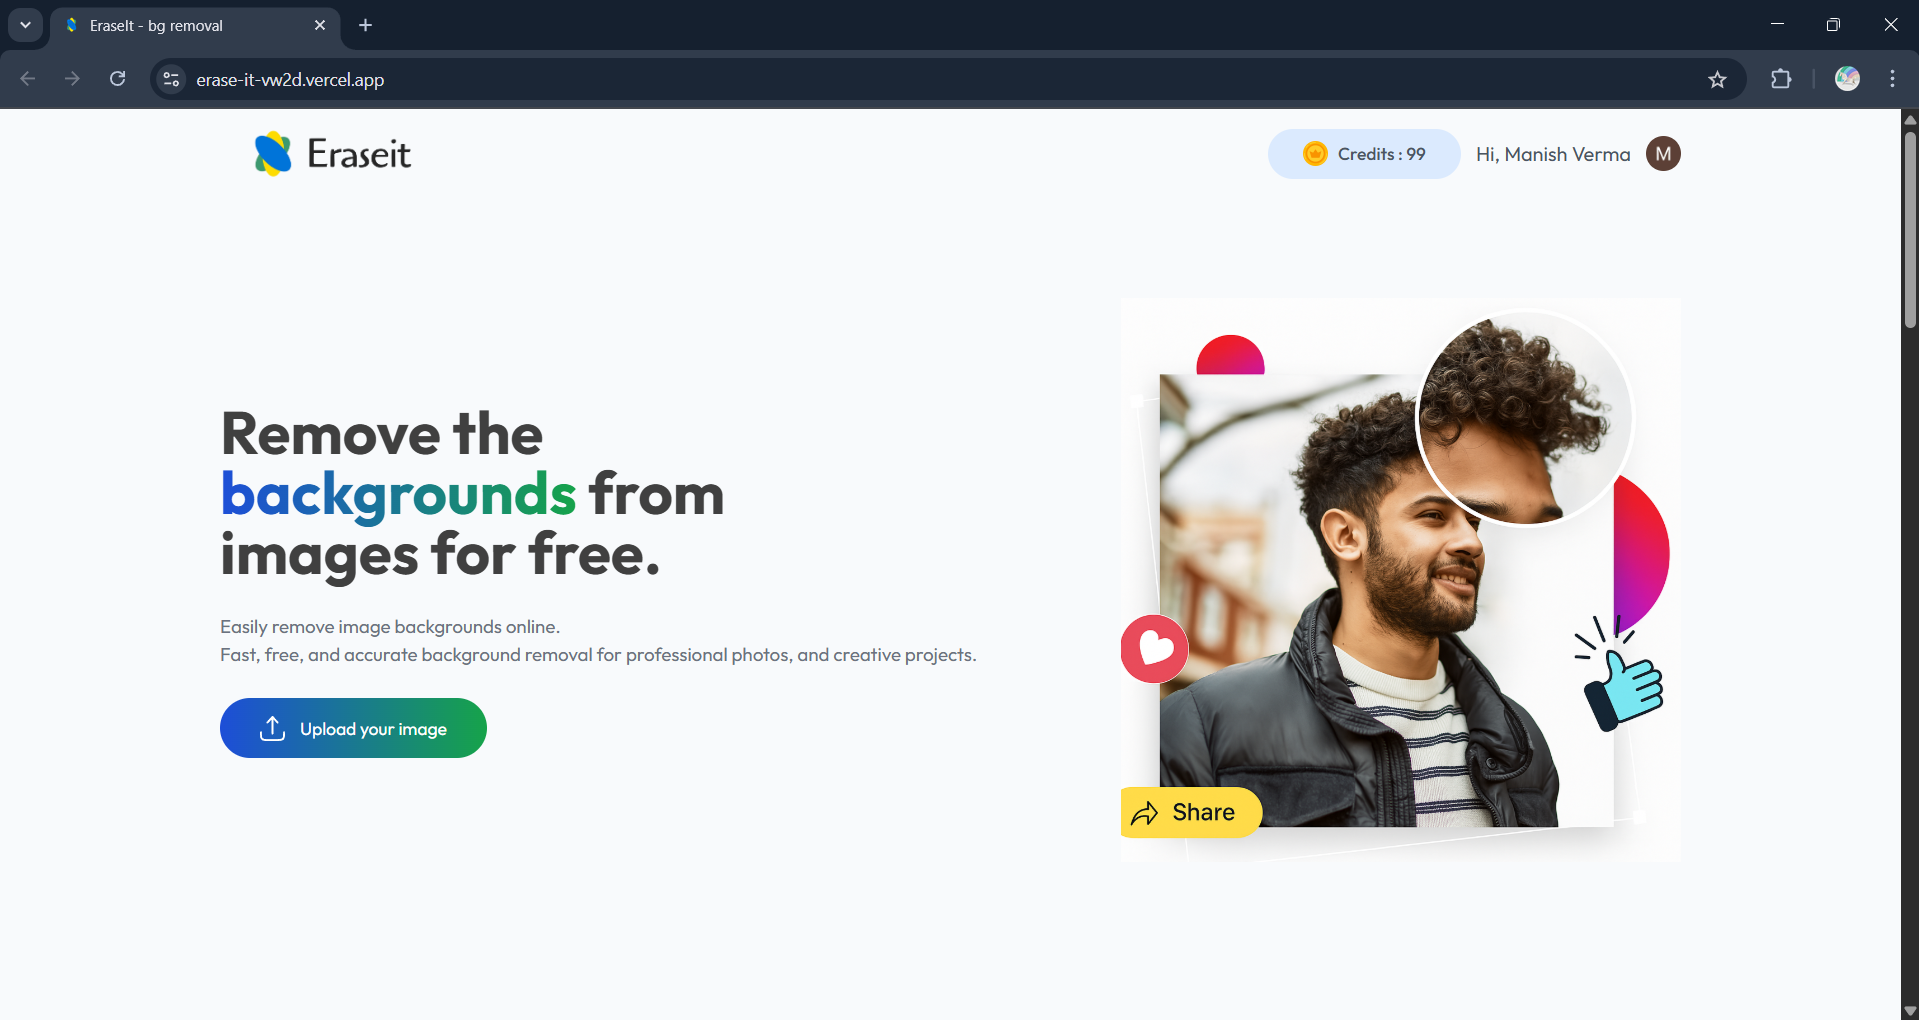 EraseIt - bg removal
erase-it-vw2d.vercel.app
Eraseit
Credits : 99
Hi, Manish Verma
M
Remove the
backgrounds from
images for free.
Easily remove image backgrounds online.
Fast, free, and accurate background removal for professional photos, and creative projects.
Upload your image
Share